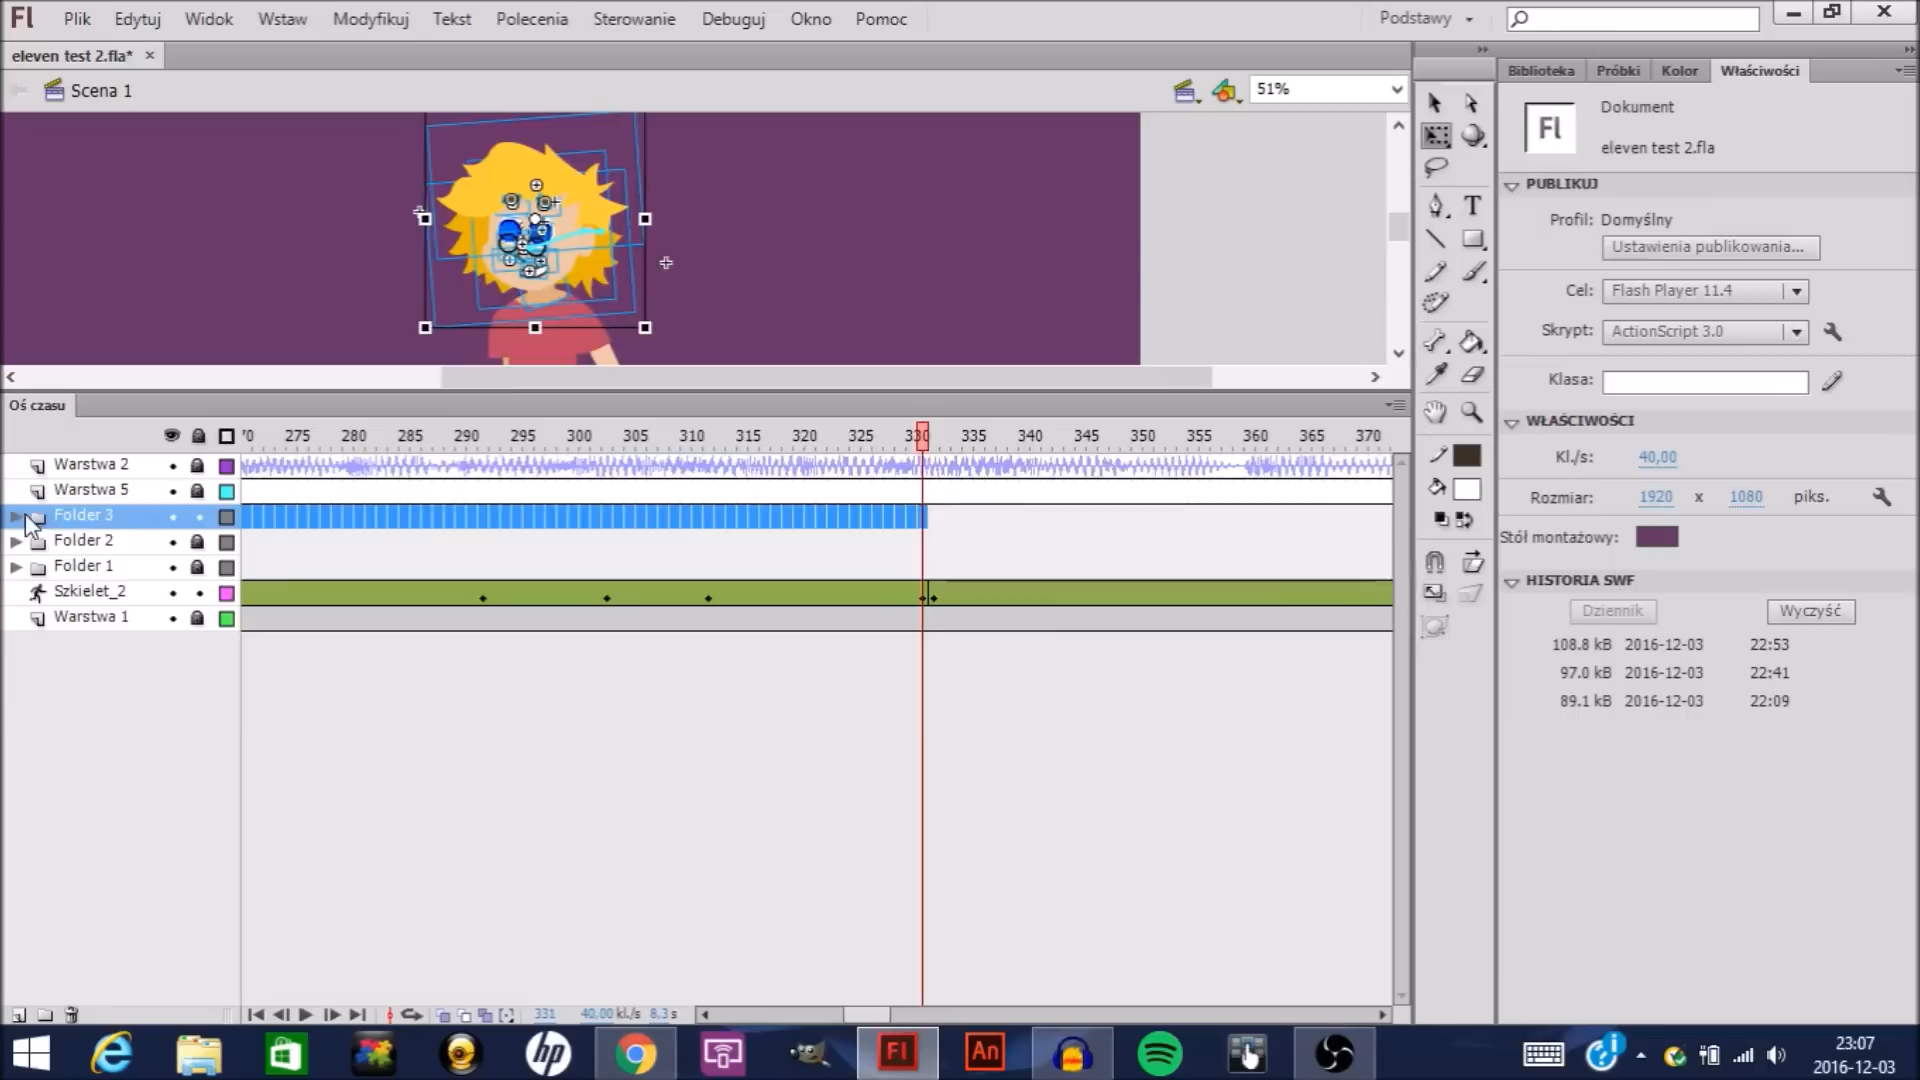 Fl Plik Edytuj Widok Wstaw Modyfikuj Tekst Polecenia Sterowanie Debuguj Okno Pomoc Podstawy
eleven test 2.fla* ×
Scena 1 51%
Biblioteka Próbki Kolor Właściwości
Fl
Dokument
eleven test 2.fla
PUBLIKUJ
Profil: Domyślny
Ustawienia publikowania...
Cel: Flash Player 11.4
Skrypt: ActionScript 3.0
Klasa:
WŁAŚCIWOŚCI
Kl./s: 40,00
Rozmiar: 1920 x 1080 piks.
Stół montażowy:
HISTORIA SWF
Dziennik Wyczyść
108.8 kB 2016-12-03 22:53
97.0 kB 2016-12-03 22:41
89.1 kB 2016-12-03 22:09
T
Oś czasu
275 280 285 290 295 300 305 310 315 320 325 330 335 340 345 350 355 360 365 370
Warstwa 2
Warstwa 5
Folder 3
Folder 2
Folder 1
Szkielet_2
Warstwa 1
331 40,00 kl./s 8,3 s
hp Fl An
23:07
2016-12-03